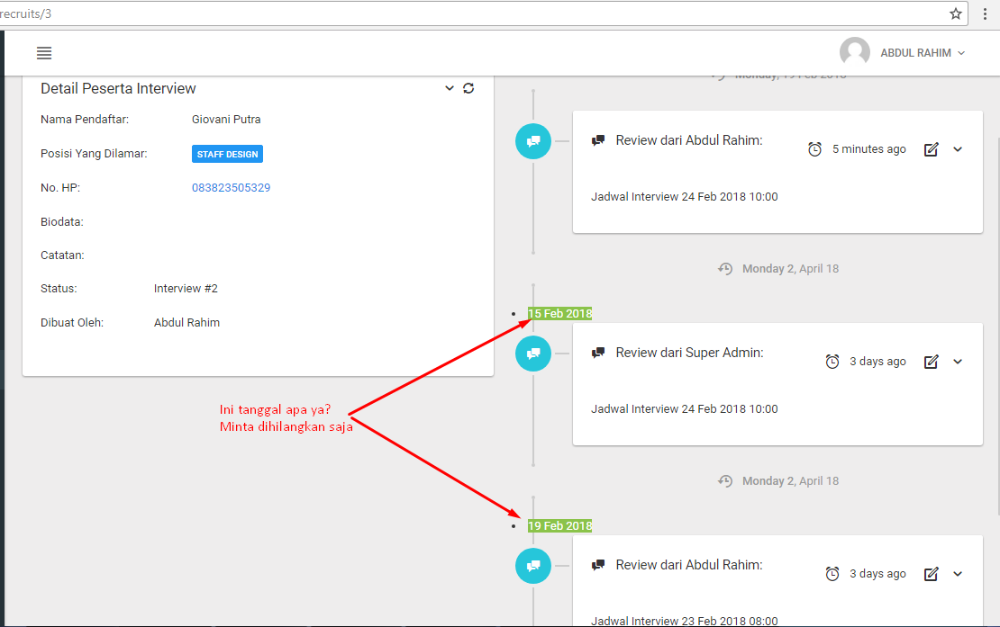 recruits/3
ABDUL RAHIM
Detail Peserta Interview
Nama Pendaftar: Giovani Putra
Posisi Yang Dilamar: STAFF DESIGN
No. HP: 083823505329
Biodata:
Catatan:
Status: Interview #2
Dibuat Oleh: Abdul Rahim
Ini tanggal apa ya?
Minta dihilangkan saja
Monday, 19 Feb 2018
Review dari Abdul Rahim: 5 minutes ago
Jadwal Interview 24 Feb 2018 10:00
Monday 2, April 18
15 Feb 2018
Review dari Super Admin: 3 days ago
Jadwal Interview 24 Feb 2018 10:00
Monday 2, April 18
19 Feb 2018
Review dari Abdul Rahim: 3 days ago
Jadwal Interview 23 Feb 2018 08:00